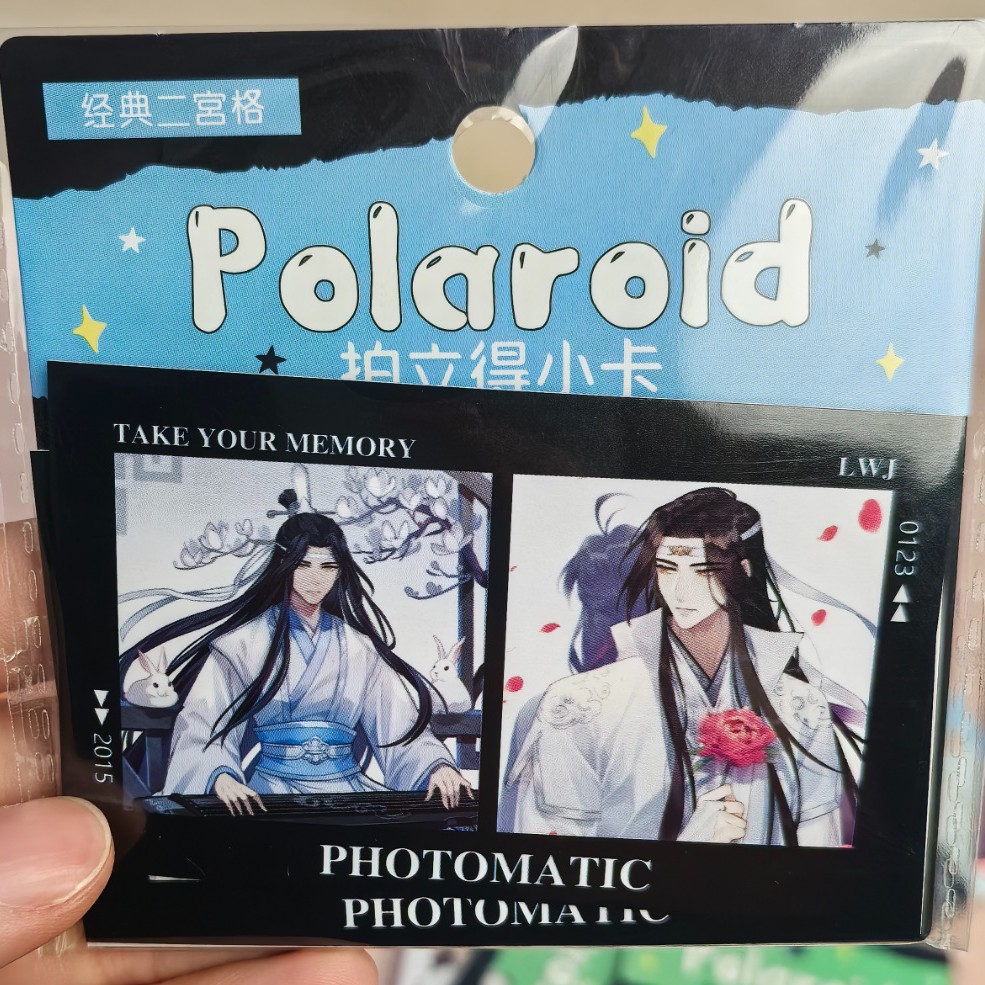 经典二宫格
Polaroid
拍立得小卡
TAKE YOUR MEMORY
LWJ
0123
2015
PHOTOMATIC
PHOTOMATIC
Polaroid